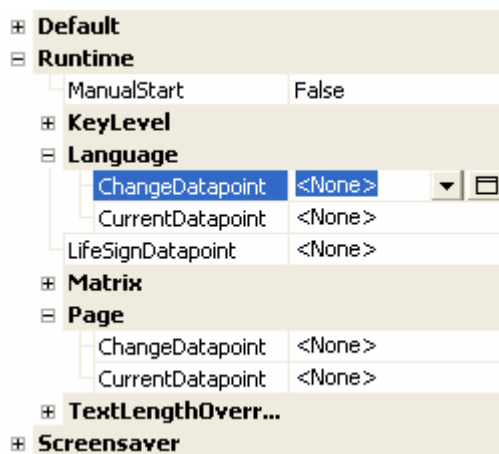 Default
Runtime
ManualStart False
KeyLevel
Language
ChangeDatapoint <None>
CurrentDatapoint <None>
LifeSignDatapoint <None>
Matrix
Page
ChangeDatapoint <None>
CurrentDatapoint <None>
TextLengthOverr...
Screensaver